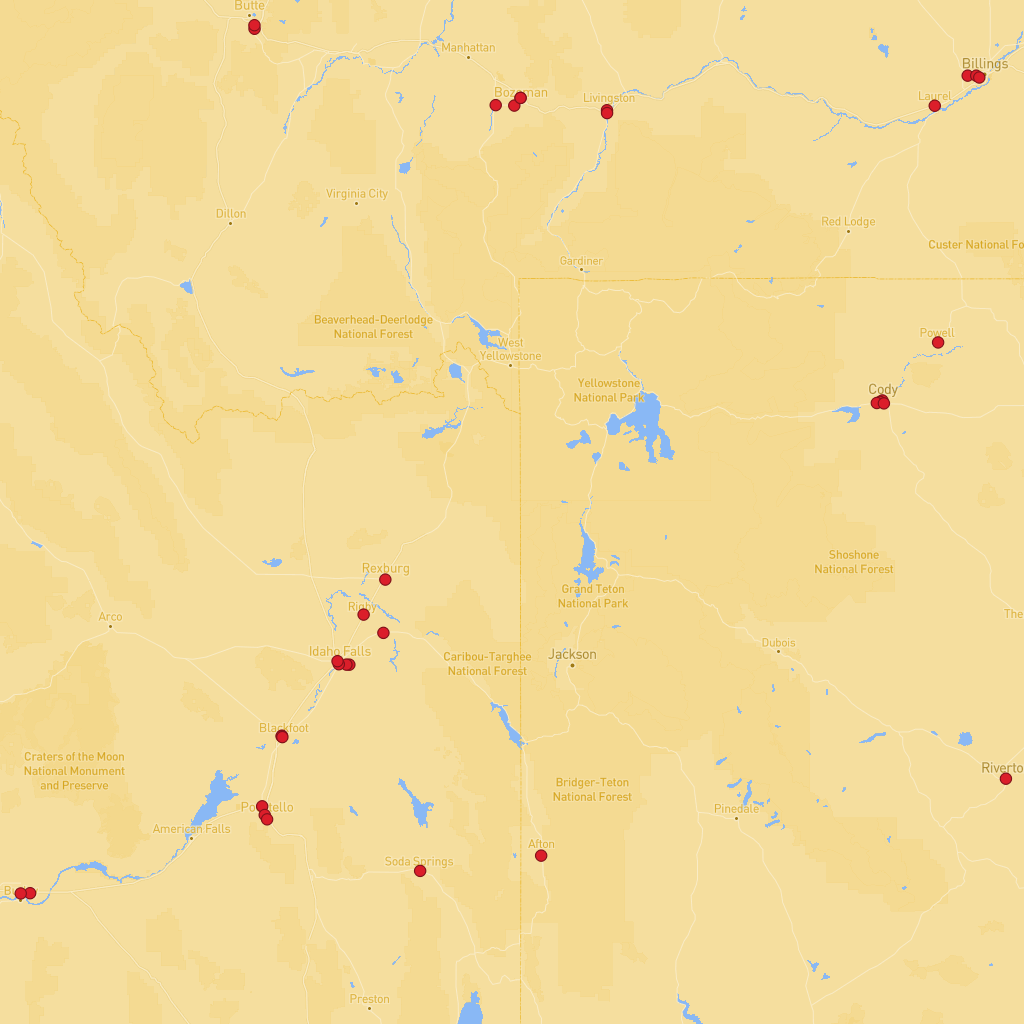 Butte
Manhattan
Billings
Livingston
Laurel
Virginia City
Dillon
Red Lodge
Custer National Fo
Gardiner
Beaverhead-Deerlodge
National Forest
Powell
West
Yellowstone
Yellowstone
National Park
Cody
Shoshone
National Forest
Rexburg
Grand Teton
National Park
Rigby
Arco
The
Dubois
Idaho Falls
Caribou-Targhee
National Forest
Jackson
Blackfoot
Craters of the Moon
National Monument
and Preserve
Riverto
Bridger-Teton
National Forest
Pinedale
American Falls
Afton
Soda Springs
Preston